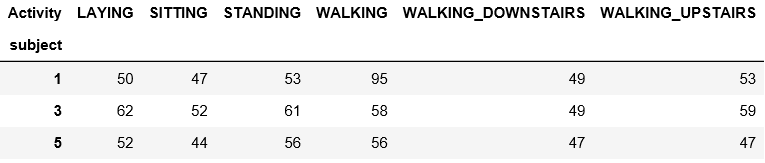 Activity LAYING SITTING STANDING WALKING WALKING_DOWNSTAIRS WALKING_UPSTAIRS
subject
1 50 47 53 95 49 53
3 62 52 61 58 49 59
5 52 44 56 56 47 47